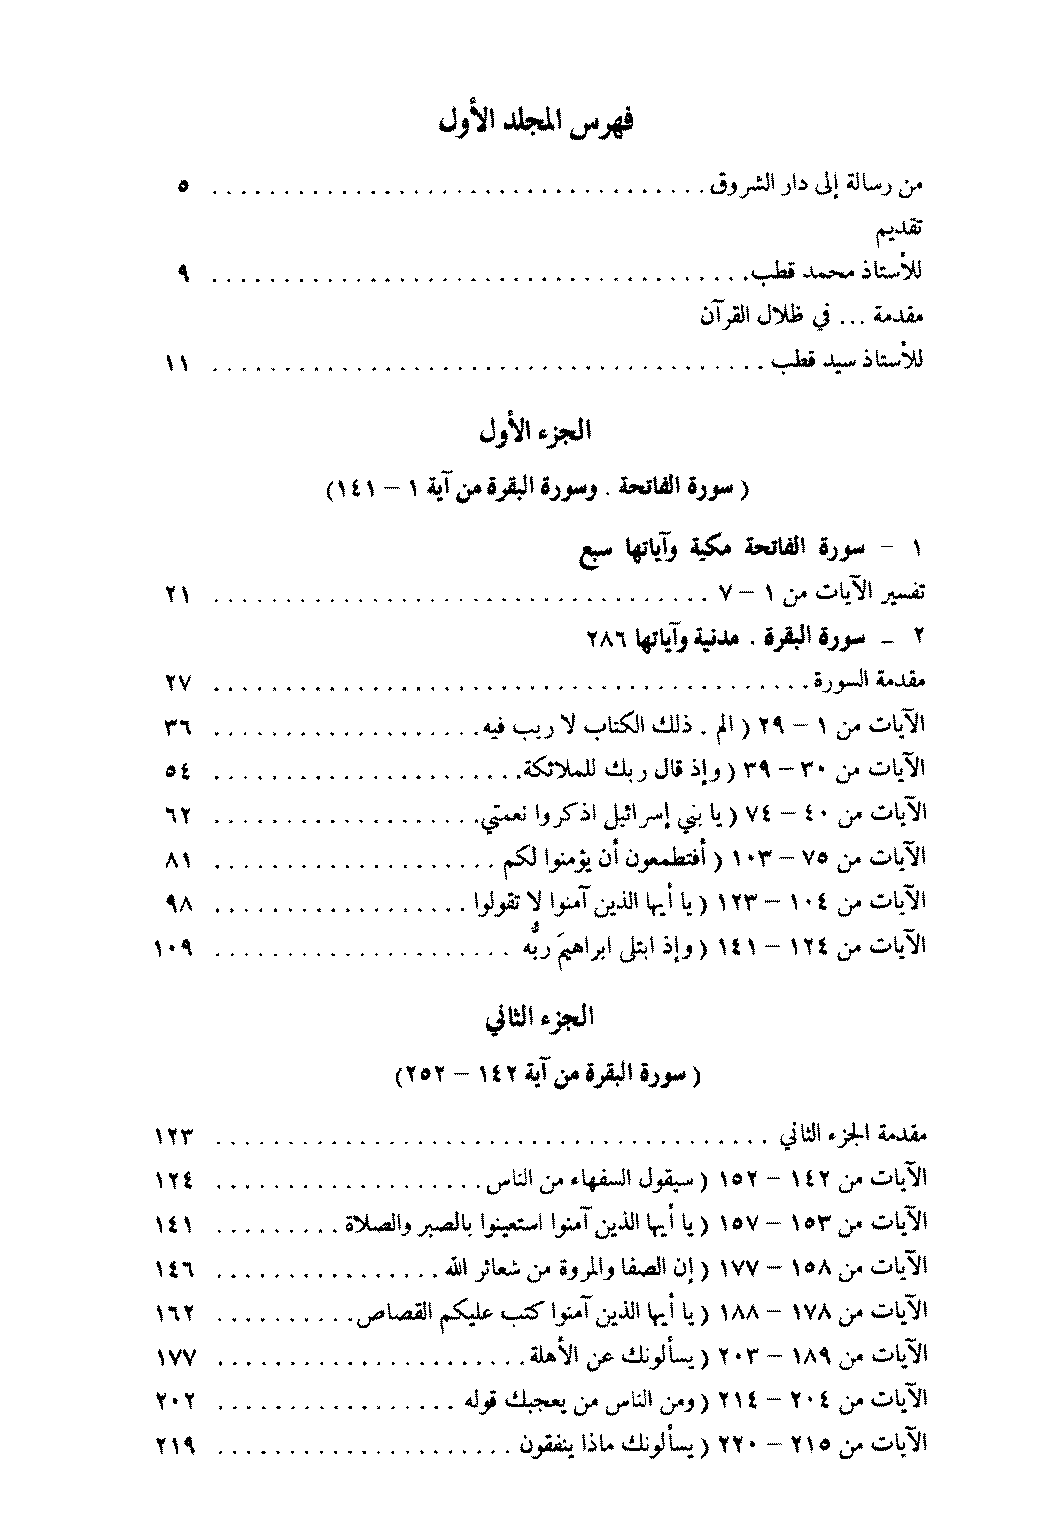 فهرس المجلد الأول
من رسالة إلى دار الشروق . . . . . . . . . . . . . . . . . . . . . . . . . . . . . . . . . . ٥
تقديم
للأستاذ محمد قطب . . . . . . . . . . . . . . . . . . . . . . . . . . . . . . . . . . . . . ٩
مقدمة ... في ظلال القرآن
للأستاذ سيد قطب . . . . . . . . . . . . . . . . . . . . . . . . . . . . . . . . . . . . . . ١١
الجزء الأول
( سورة الفاتحة . وسورة البقرة من آية ١ – ١٤١)
١ – سورة الفاتحة مكية وآياتها سبع
تفسير الآيات من ١ – ٧ . . . . . . . . . . . . . . . . . . . . . . . . . . . . . . . . . . ٢١
٢ – سورة البقرة . مدنية وآياتها ٢٨٦
مقدمة السورة . . . . . . . . . . . . . . . . . . . . . . . . . . . . . . . . . . . . . . . . . ٢٧
الآيات من ١ – ٢٩ ( الم . ذلك الكتاب لا ريب فيه . . . . . . . . . . . . . . . . . . ٣٦
الآيات من ٣٠ – ٣٩ ( وإذ قال ربك للملائكة . . . . . . . . . . . . . . . . . . . . . ٥٤
الآيات من ٤٠ – ٧٤ ( يا بني إسرائيل اذكروا نعمتي . . . . . . . . . . . . . . . . . . ٦٢
الآيات من ٧٥ – ١٠٣ ( أفتطمعون أن يؤمنوا لكم . . . . . . . . . . . . . . . . . . . . ٨١
الآيات من ١٠٤ – ١٢٣ ( يا أيها الذين آمنوا لا تقولوا . . . . . . . . . . . . . . . . . . ٩٨
الآيات من ١٢٤ – ١٤١ ( وإذ ابتلى ابراهيمَ ربُّه . . . . . . . . . . . . . . . . . . . . . ١٠٩
الجزء الثاني
( سورة البقرة من آية ١٤٢ – ٢٥٢)
مقدمة الجزء الثاني . . . . . . . . . . . . . . . . . . . . . . . . . . . . . . . . . . . . . . . ١٢٣
الآيات من ١٤٢ – ١٥٢ ( سيقول السفهاء من الناس . . . . . . . . . . . . . . . . . . . ١٢٤
الآيات من ١٥٣ – ١٥٧ ( يا أيها الذين آمنوا استعينوا بالصبر والصلاة . . . . . . . . . ١٤١
الآيات من ١٥٨ – ١٧٧ ( إن الصفا والمروة من شعائر الله . . . . . . . . . . . . . . . . ١٤٦
الآيات من ١٧٨ – ١٨٨ ( يا أيها الذين آمنوا كتب عليكم القصاص . . . . . . . . . . ١٦٢
الآيات من ١٨٩ – ٢٠٣ ( يسألونك عن الأهلة . . . . . . . . . . . . . . . . . . . . . . ١٧٧
الآيات من ٢٠٤ – ٢١٤ ( ومن الناس من يعجبك قوله . . . . . . . . . . . . . . . . . ٢٠٢
الآيات من ٢١٥ – ٢٢٠ ( يسألونك ماذا ينفقون . . . . . . . . . . . . . . . . . . . . . ٢١٩